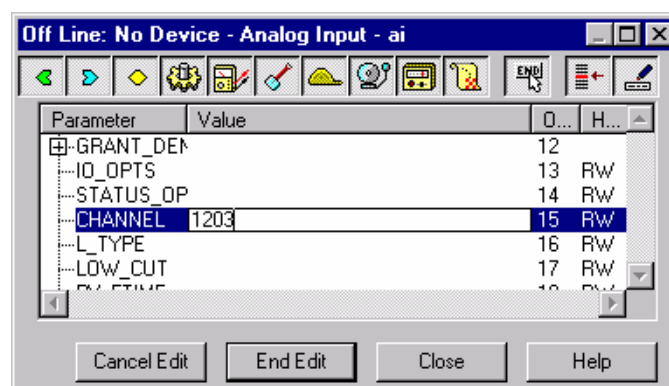 Off Line: No Device - Analog Input - ai
END
Parameter Value O... H...
GRANT_DEN 12
IO_OPTS 13 RW
STATUS_OP 14 RW
CHANNEL 1203 15 RW
L_TYPE 16 RW
LOW_CUT 17 RW
Cancel Edit End Edit Close Help